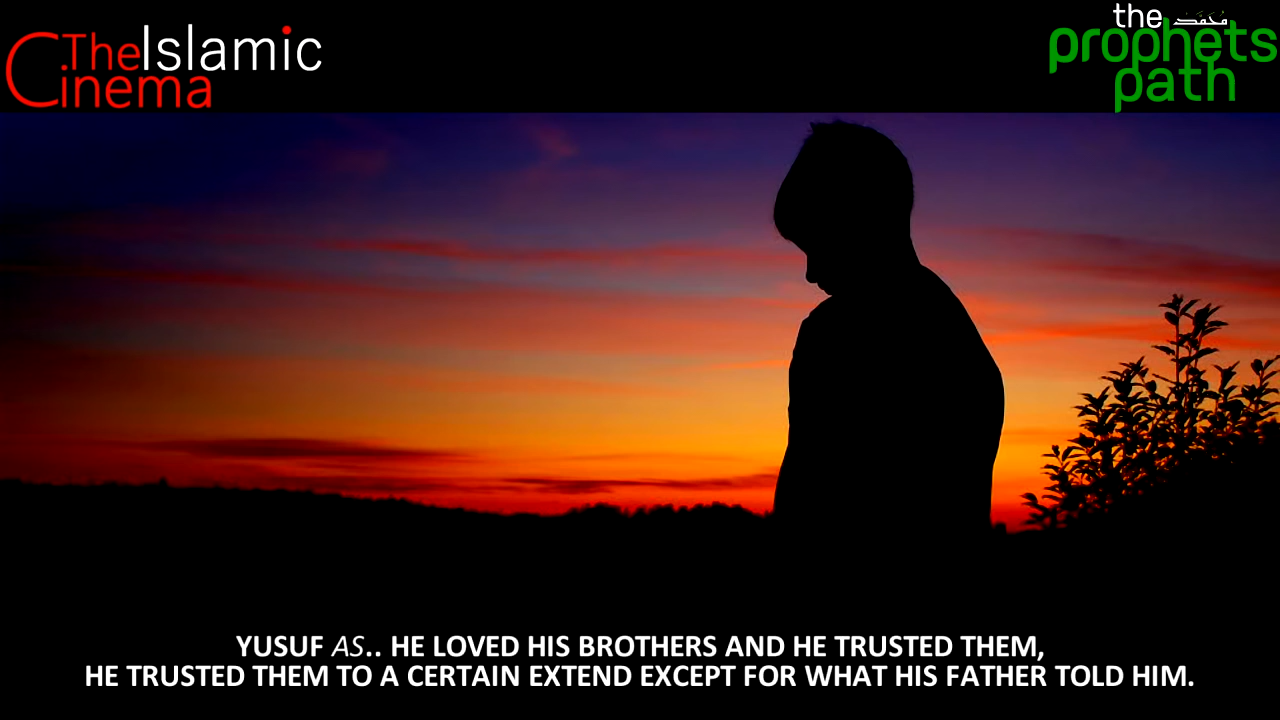 TheIslamic
Cinema
the مُحَمَّد
prophets
path
YUSUF AS.. HE LOVED HIS BROTHERS AND HE TRUSTED THEM,
HE TRUSTED THEM TO A CERTAIN EXTEND EXCEPT FOR WHAT HIS FATHER TOLD HIM.